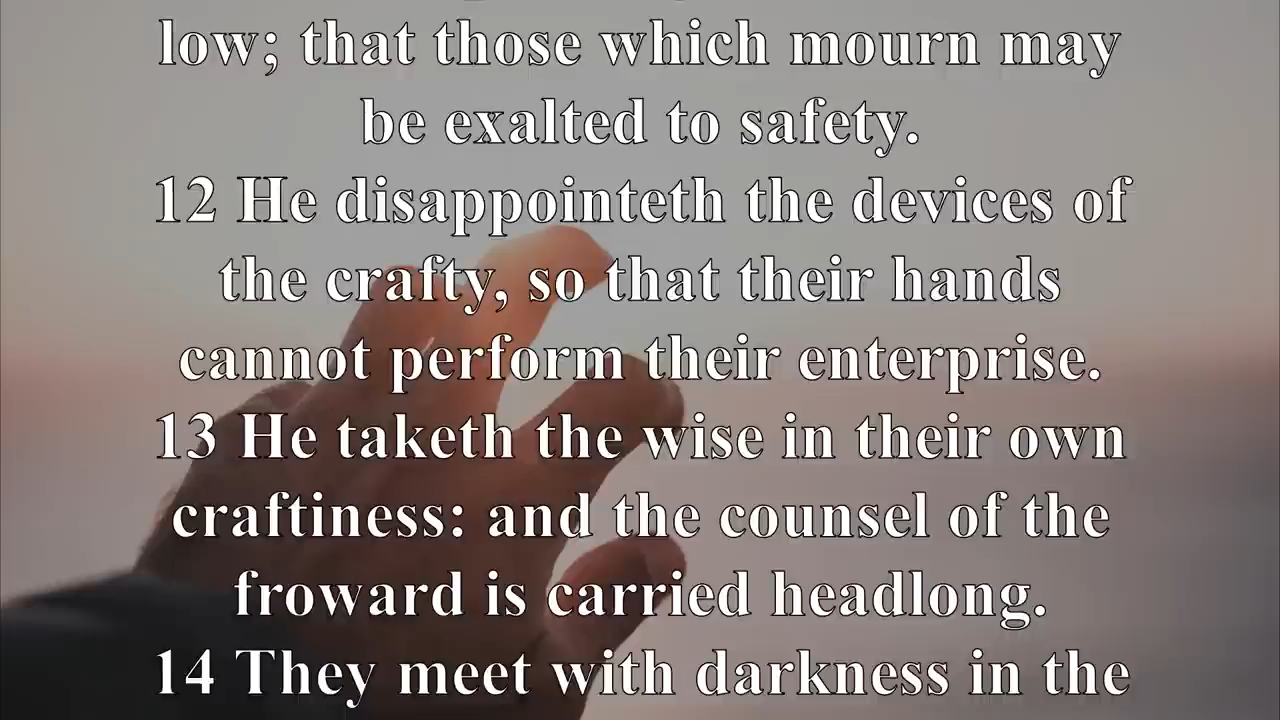 low; that those which mourn may
be exalted to safety.
12 He disappointeth the devices of
the crafty, so that their hands
cannot perform their enterprise.
13 He taketh the wise in their own
craftiness: and the counsel of the
froward is carried headlong.
14 They meet with darkness in the